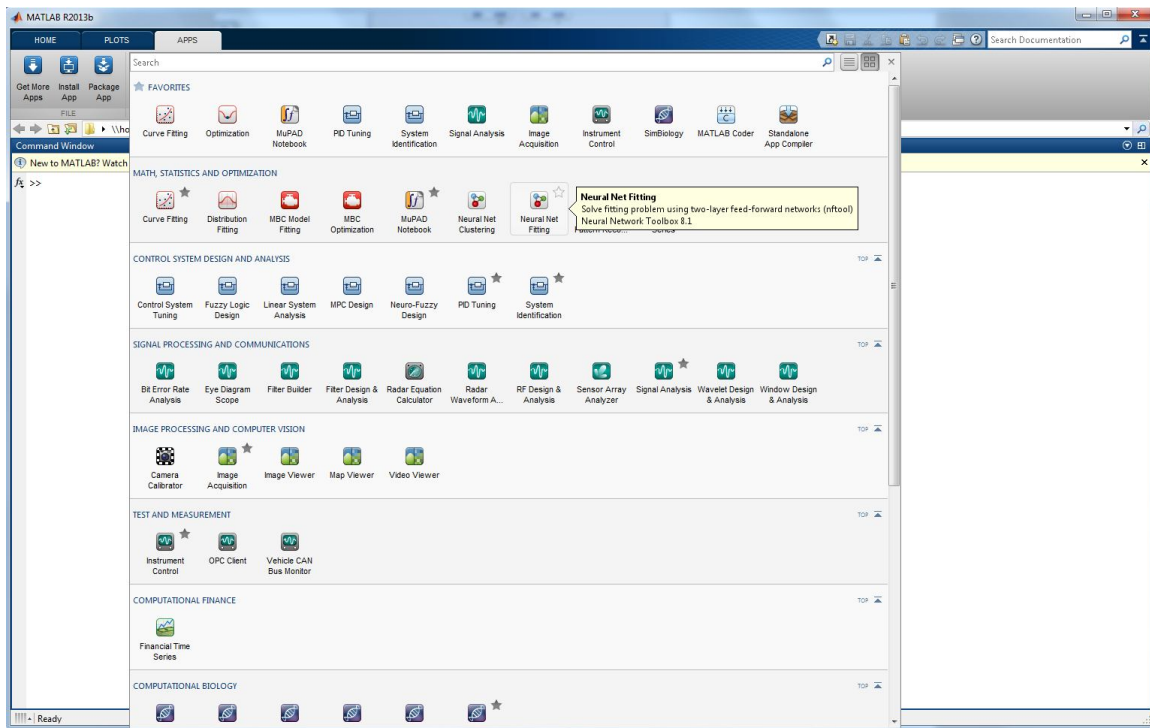 MATLAB R2013b
HOME PLOTS APPS
Search Documentation
Get More Apps
Install App
Package App
FILE
Search
FAVORITES
Curve Fitting
Optimization
MuPAD Notebook
PID Tuning
System Identification
Signal Analysis
Image Acquisition
Instrument Control
SimBiology
MATLAB Coder
Standalone App Compiler
\\ho
Command Window
New to MATLAB? Watch
fx >>
MATH, STATISTICS AND OPTIMIZATION
Curve Fitting
Distribution Fitting
MBC Model Fitting
MBC Optimization
MuPAD Notebook
Neural Net Clustering
Neural Net Fitting
Neural Net Fitting
Solve fitting problem using two-layer feed-forward networks (nftool)
Neural Network Toolbox 8.1
CONTROL SYSTEM DESIGN AND ANALYSIS
TOP
Control System Tuning
Fuzzy Logic Design
Linear System Analysis
MPC Design
Neuro-Fuzzy Design
PID Tuning
System Identification
SIGNAL PROCESSING AND COMMUNICATIONS
TOP
Bit Error Rate Analysis
Eye Diagram Scope
Filter Builder
Filter Design & Analysis
Radar Equation Calculator
Radar Waveform A...
RF Design & Analysis
Sensor Array Analyzer
Signal Analysis
Wavelet Design & Analysis
Window Design & Analysis
IMAGE PROCESSING AND COMPUTER VISION
TOP
Camera Calibrator
Image Acquisition
Image Viewer
Map Viewer
Video Viewer
TEST AND MEASUREMENT
TOP
Instrument Control
OPC Client
Vehicle CAN Bus Monitor
COMPUTATIONAL FINANCE
TOP
Financial Time Series
COMPUTATIONAL BIOLOGY
TOP
Ready